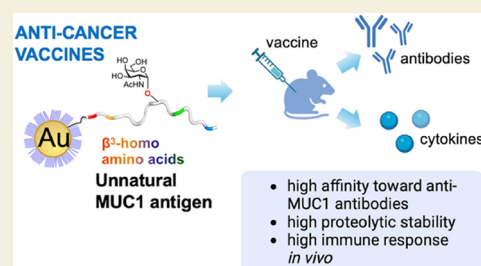 ANTI-CANCER
VACCINES
OH
OH
HO
AcHN
O
Au
β³-homo
amino acids
Unnatural
MUC1 antigen
vaccine
antibodies
cytokines
• high affinity toward anti-
MUC1 antibodies
• high proteolytic stability
• high immune response
in vivo